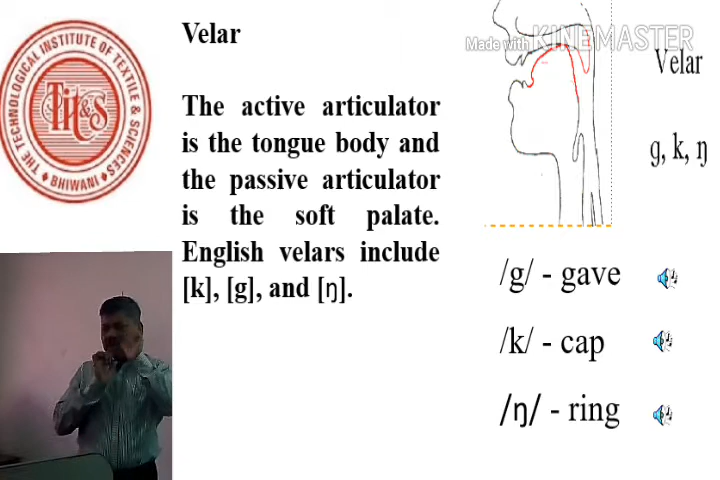 THE TECHNOLOGICAL INSTITUTE OF TEXTILE & SCIENCES
BHIWANI
TIT&S
Velar
The active articulator
is the tongue body and
the passive articulator
is the soft palate.
English velars include
[k], [g], and [ŋ].
Made with KINEMASTER
Velar
g, k, ŋ
/g/ - gave
/k/ - cap
/ŋ/ - ring